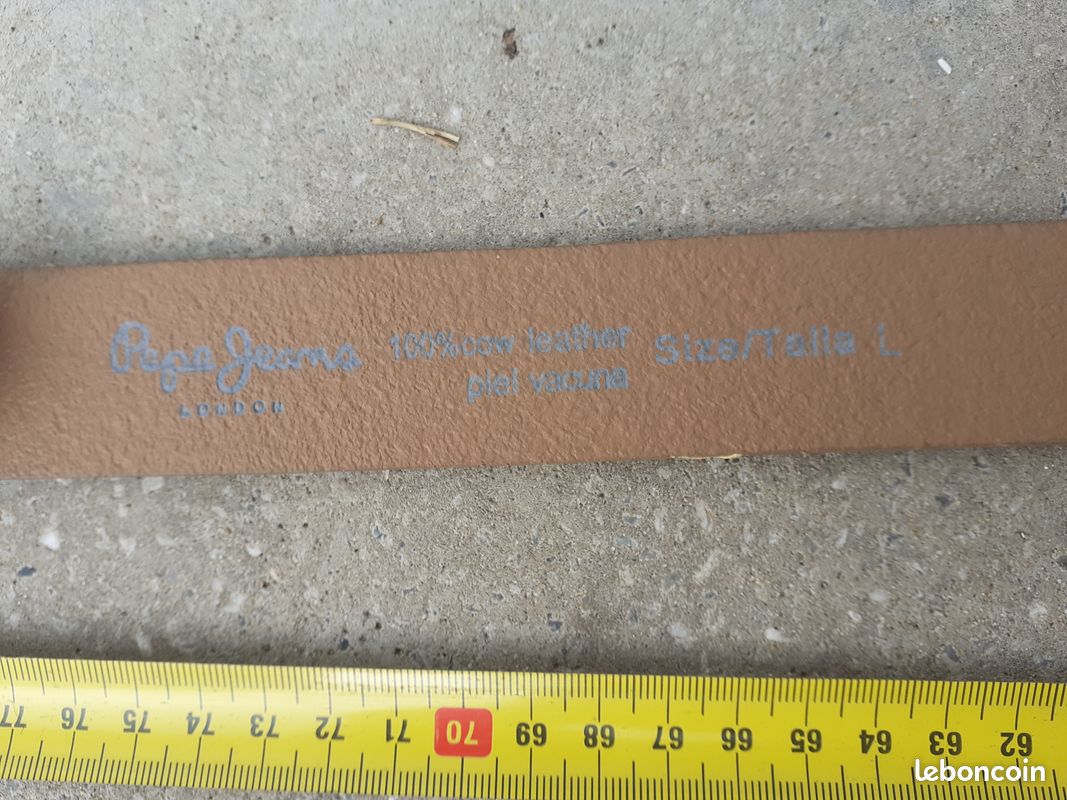 Pepe Jeans
LONDON
100%cow leather
piel vacuna
Size/Talla L
77 76 75 74 73 72 71 70 69 68 67 66 65 64 63 62
leboncoin